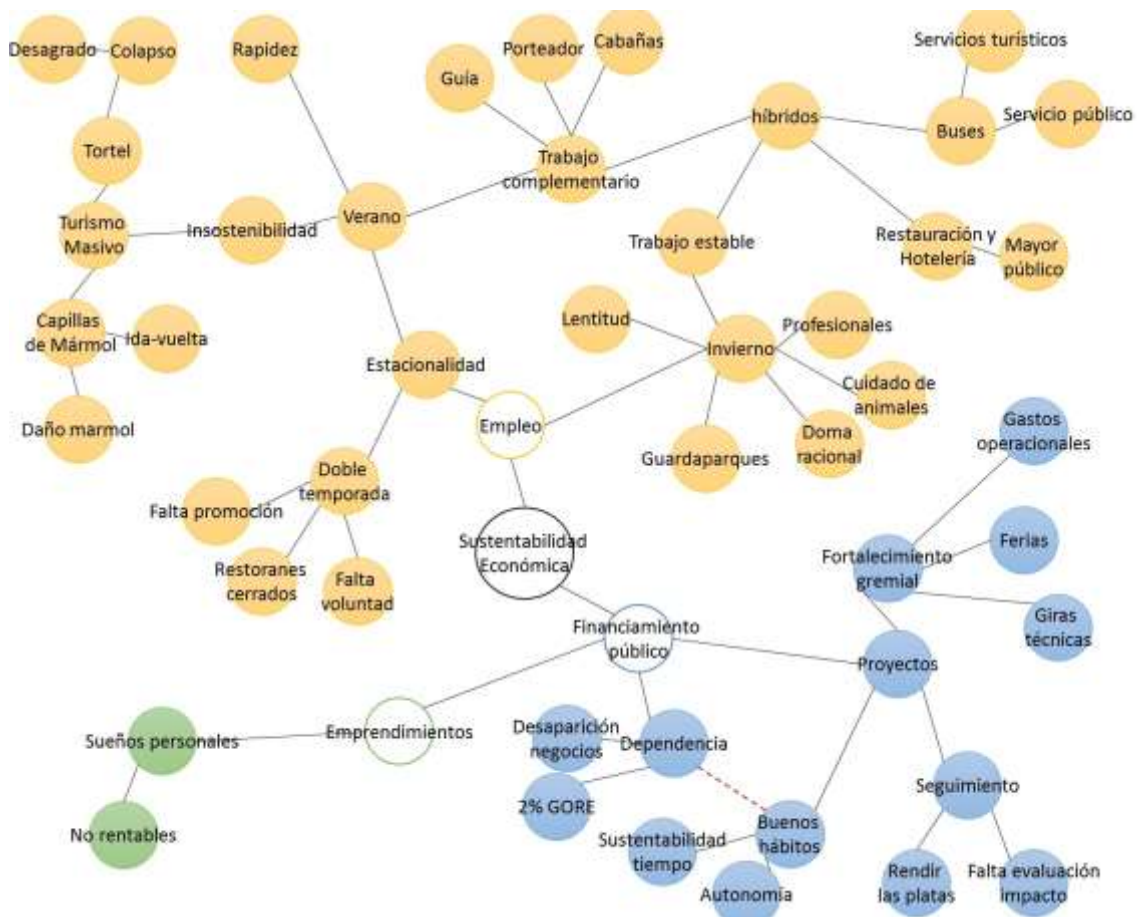 Desagrado
Colapso
Rapidez
Guía
Porteador
Cabañas
Servicios turísticos
híbridos
Buses
Servicio público
Tortel
Trabajo
complementario
Turismo
Masivo
Insostenibilidad
Verano
Trabajo estable
Restauración y
Hotelería
Mayor
público
Capillas
de Mármol
Ida-vuelta
Lentitud
Profesionales
Invierno
Estacionalidad
Cuidado de
animales
Daño marmol
Empleo
Guardaparques
Doma
racional
Gastos
operacionales
Doble
temporada
Falta promoción
Restoranes
cerrados
Falta
voluntad
Sustentabilidad
Económica
Ferias
Fortalecimiento
gremial
Giras
técnicas
Financiamiento
público
Proyectos
Sueños personales
Emprendimientos
Desaparición
negocios
Dependencia
2% GORE
Seguimiento
No rentables
Sustentabilidad
tiempo
Buenos
hábitos
Autonomía
Rendir
las platas
Falta evaluación
impacto